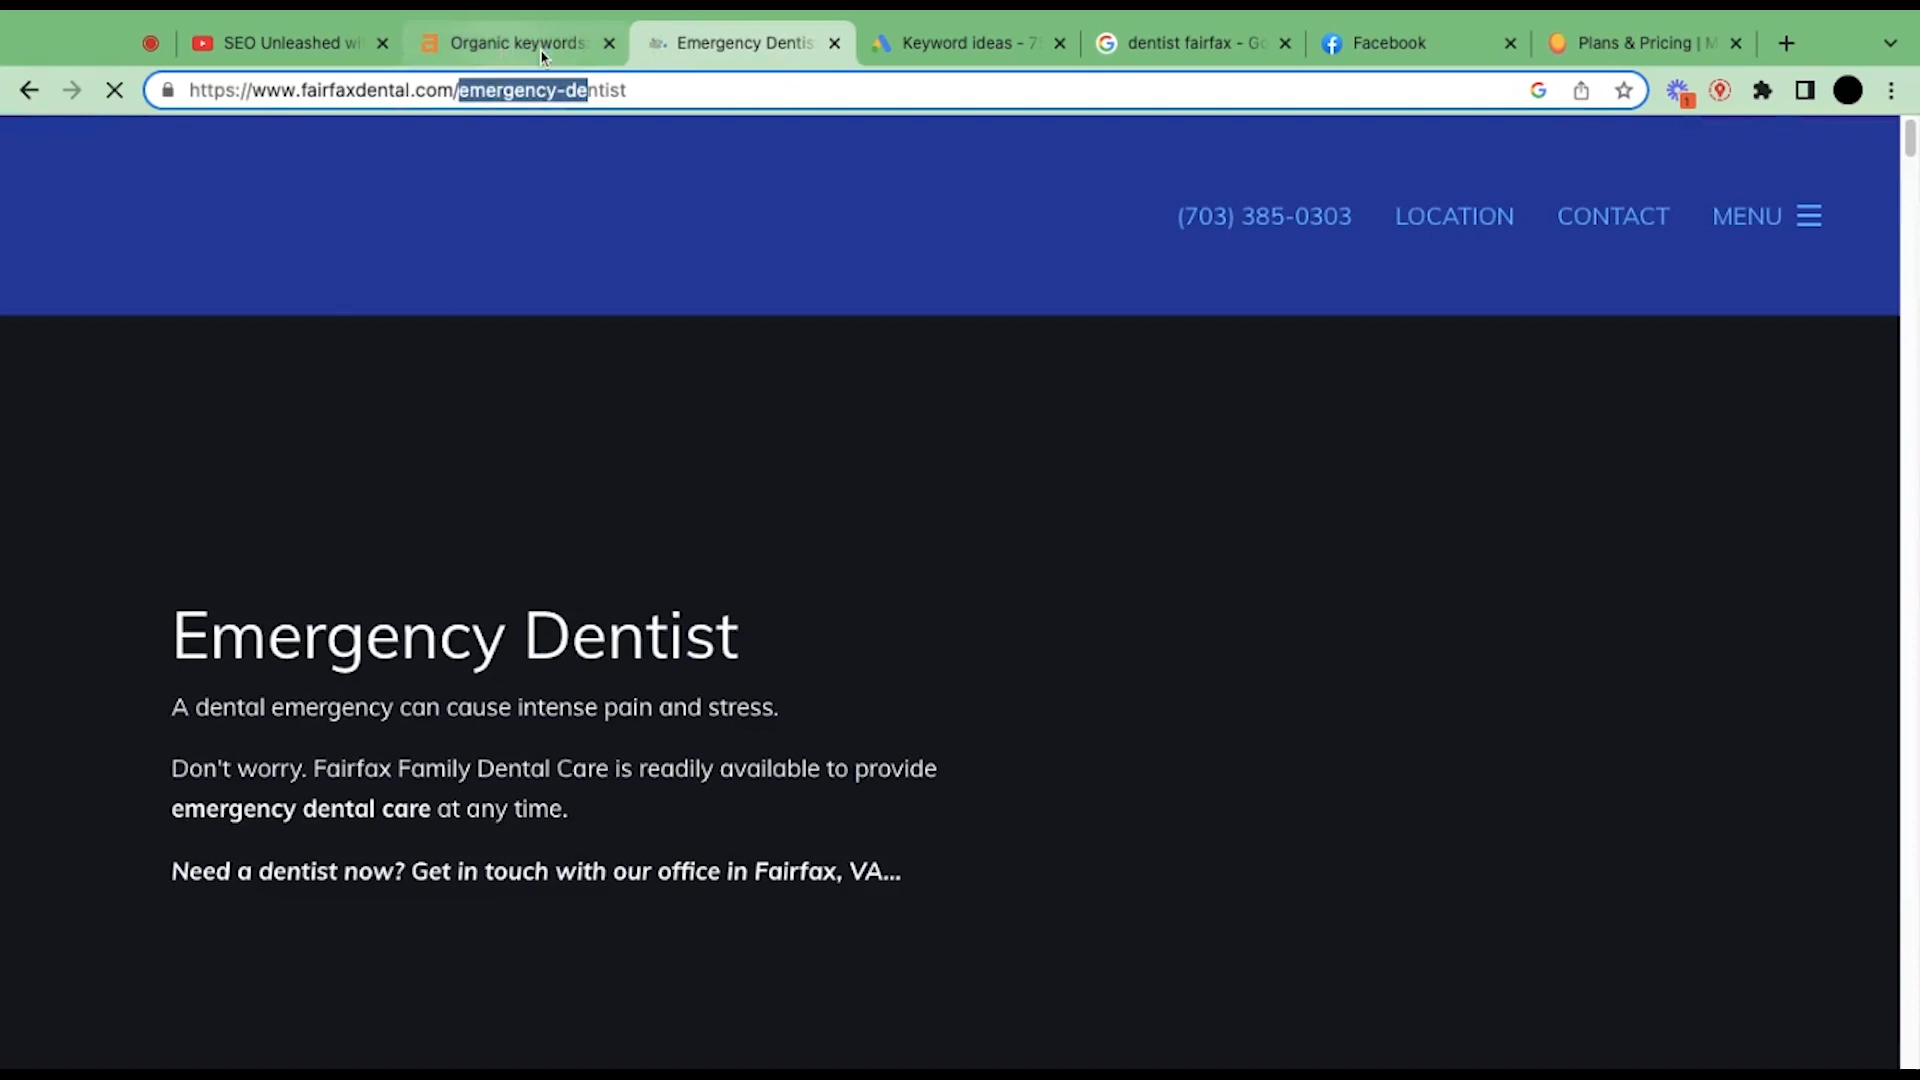 SEO Unleashed wi
Organic keywords:
Emergency Dentis
Keyword ideas - 7
dentist fairfax - Go
Facebook
Plans & Pricing | M
https://www.fairfaxdental.com/emergency-dentist
1
(703) 385-0303
LOCATION
CONTACT
MENU
Emergency Dentist
A dental emergency can cause intense pain and stress.
Don't worry. Fairfax Family Dental Care is readily available to provide
emergency dental care at any time.
Need a dentist now? Get in touch with our office in Fairfax, VA...